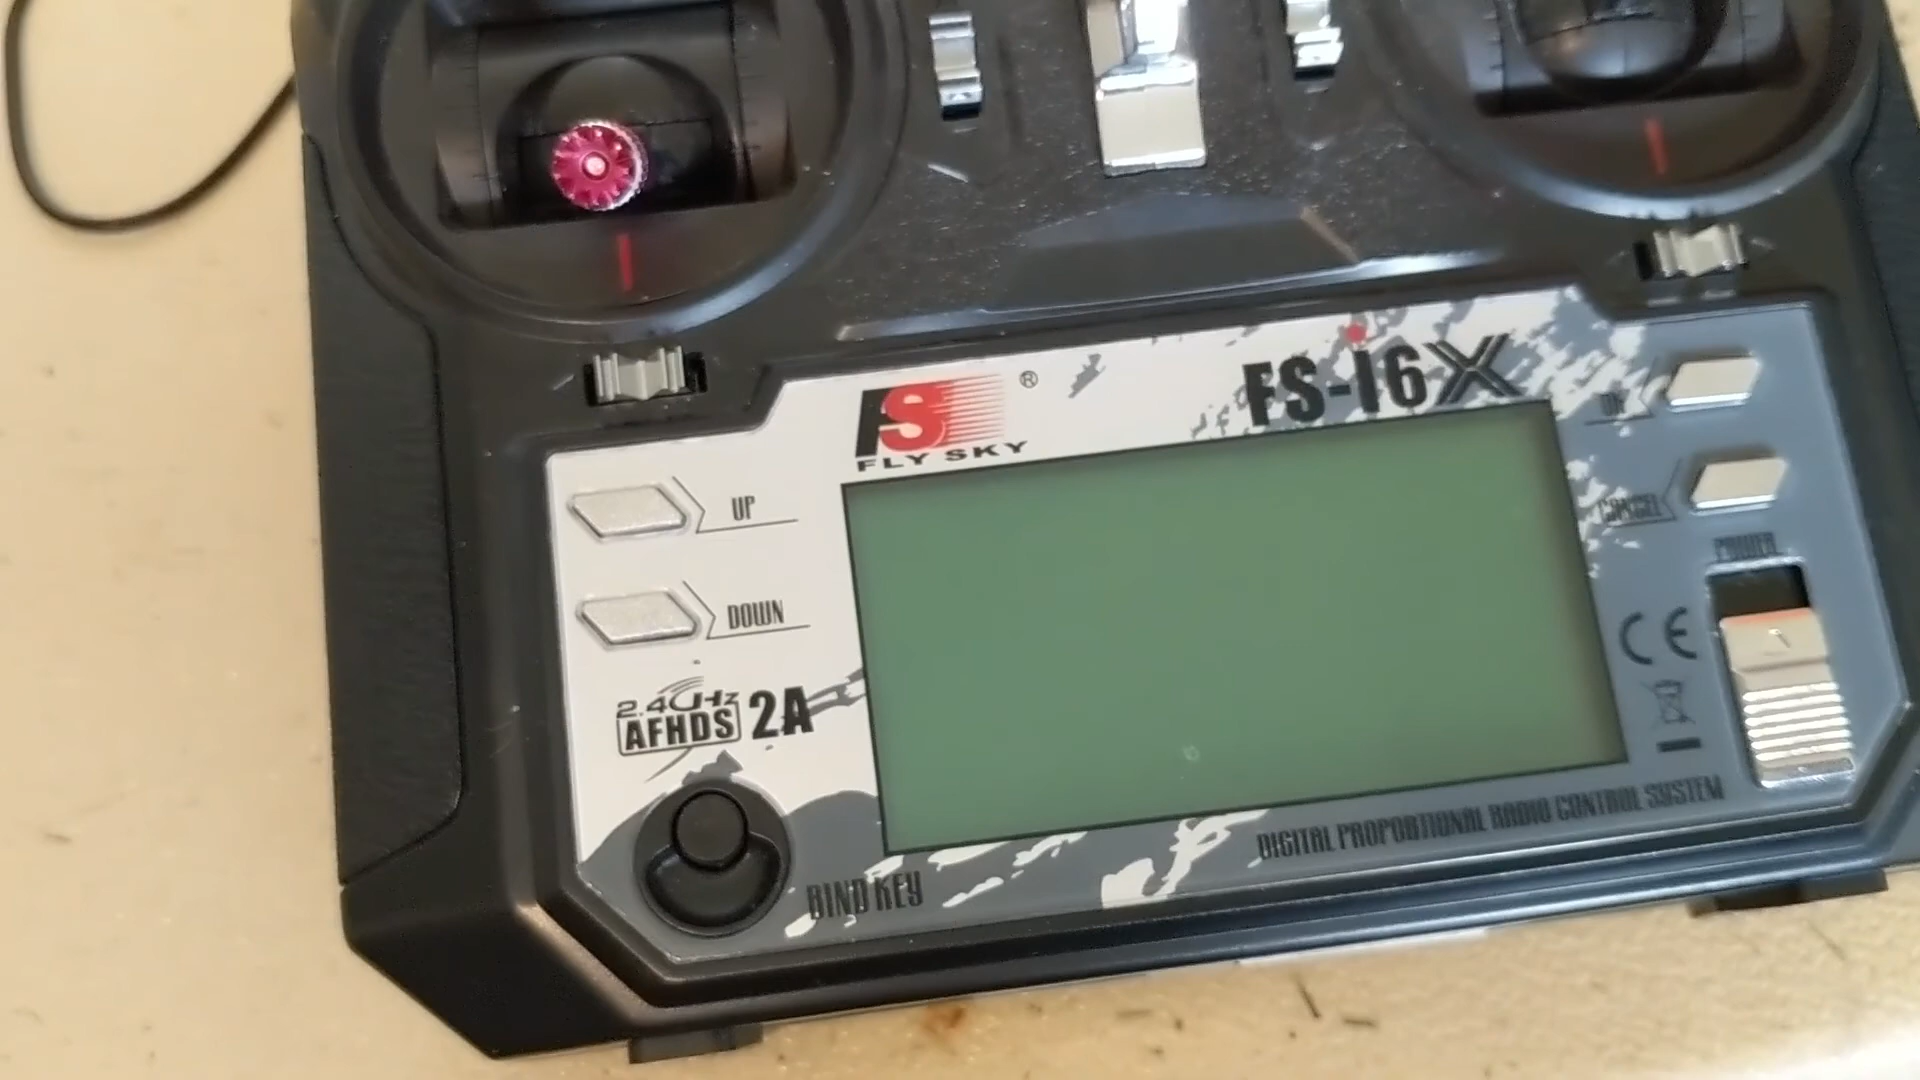 FS
®
FLY SKY
FS-i6X
UP
OK
CANCEL
DOWN
POWER
2.4GHz
AFHDS 2A
CE
DIGITAL PROPORTIONAL RADIO CONTROL SYSTEM
BIND KEY